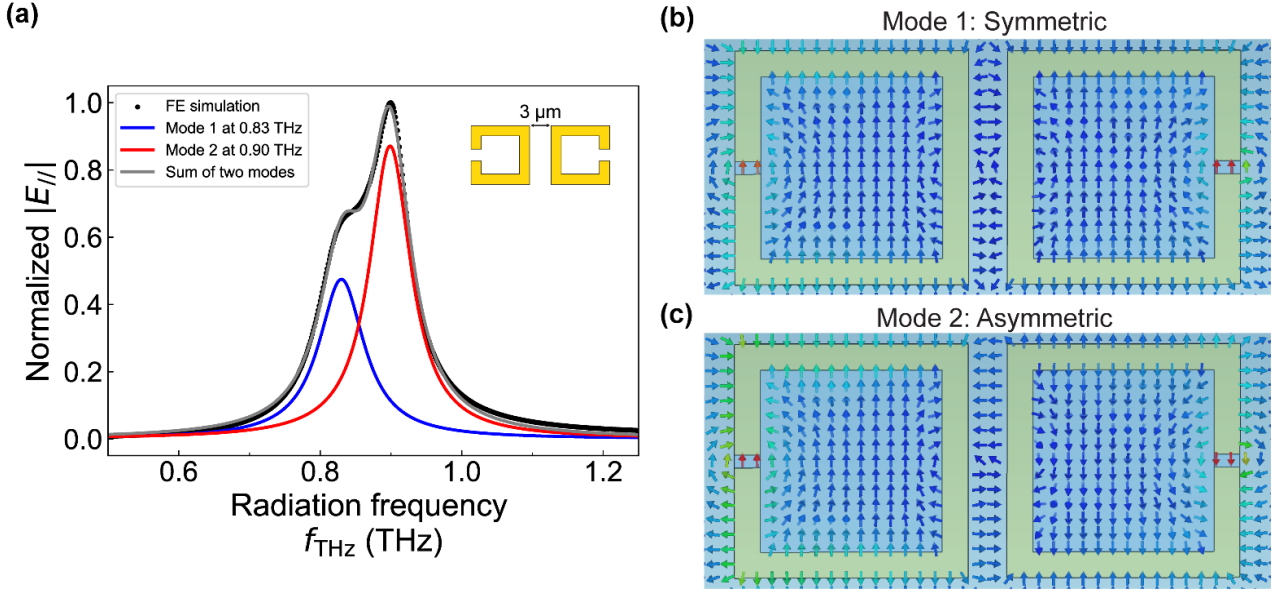 (a)
Normalized |E//|
1.0
0.8
0.6
0.4
0.2
0.0
FE simulation
Mode 1 at 0.83 THz
Mode 2 at 0.90 THz
Sum of two modes
3 μm
0.6
0.8
1.0
1.2
Radiation frequency
fTHz (THz)
(b)
Mode 1: Symmetric
(c)
Mode 2: Asymmetric